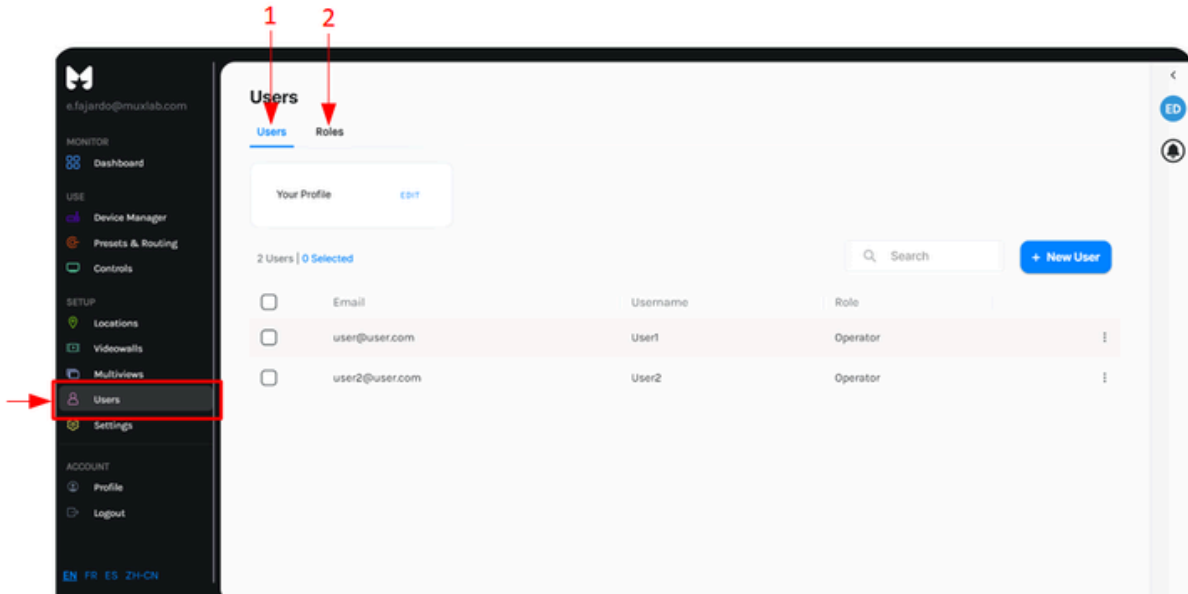 1 2
e.fajardo@muxlab.com
MONITOR
Dashboard
USE
Device Manager
Presets & Routing
Controls
SETUP
Locations
Videowalls
Multiviews
Users
Settings
ACCOUNT
Profile
Logout
EN FR ES ZH-CN
Users
Users Roles
Your Profile EDIT
2 Users | 0 Selected
Search
+ New User
Email Username Role
user@user.com User1 Operator
user2@user.com User2 Operator
ED